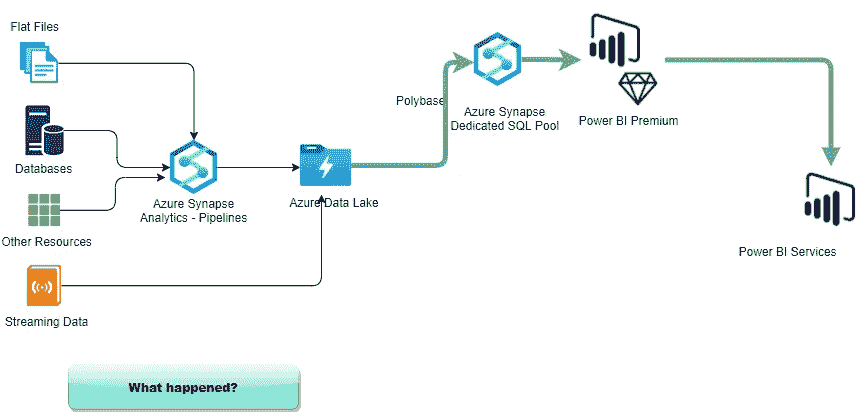 Flat Files
Databases
Other Resources
Streaming Data
Azure Synapse
Analytics - Pipelines
Azure Data Lake
Polybase
Azure Synapse
Dedicated SQL Pool
Power BI Premium
Power BI Services
What happened?